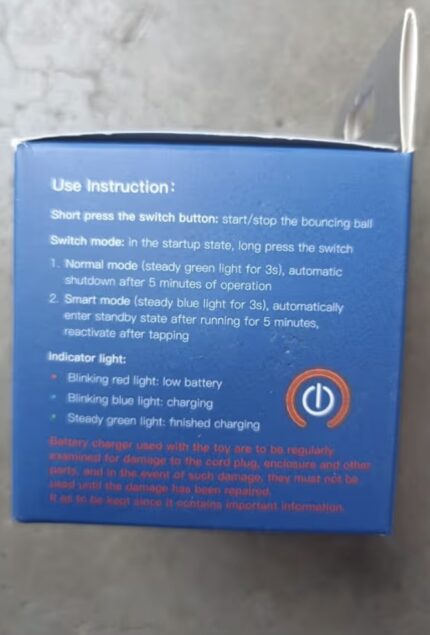 Use Instruction:
Short press the switch button: start/stop the bouncing ball
Switch mode: in the startup state, long press the switch
1. Normal mode (steady green light for 3s), automatic
shutdown after 5 minutes of operation
2. Smart mode (steady blue light for 3s), automatically
enter standby state after running for 5 minutes,
reactivate after tapping
Indicator light:
• Blinking red light: low battery
• Blinking blue light: charging
• Steady green light: finished charging
Battery charger used with the toy are to be regularly
examined for damage to the cord plug, enclosure and other
parts, and in the event of such damage, they must not be
used until the damage has been repaired.
It as to be kept since it contains important information.